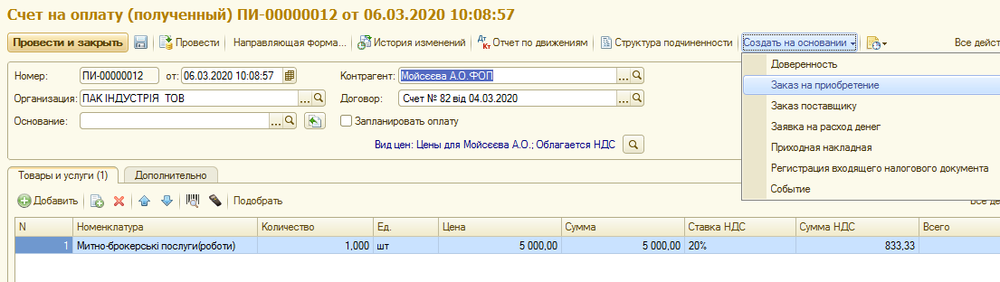 Счет на оплату (полученный) ПИ-00000012 от 06.03.2020 10:08:57
Провести и закрыть Провести Направляющая форма... История изменений Дт Кт Отчет по движениям Структура подчиненности Создать на основании Все дейст
Номер: ПИ-00000012 от: 06.03.2020 10:08:57 Контрагент: Мойсєєва А.О.ФОП ...
Организация: ПАК ІНДУСТРІЯ ТОВ ... Договор: Счет № 82 від 04.03.2020 ...
Основание: ... Запланировать оплату
Вид цен: Цены для Мойсєєва А.О.; Облагается НДС
Доверенность
Заказ на приобретение
Заказ поставщику
Заявка на расход денег
Приходная накладная
Регистрация входящего налогового документа
Событие
Товары и услуги (1) Дополнительно
Добавить Подобрать Все де
N Номенклатура Количество Ед. Цена Сумма Ставка НДС Сумма НДС Всего
1 Митно-брокерські послуги(роботи) 1,000 шт 5 000,00 5 000,00 20% 833,33